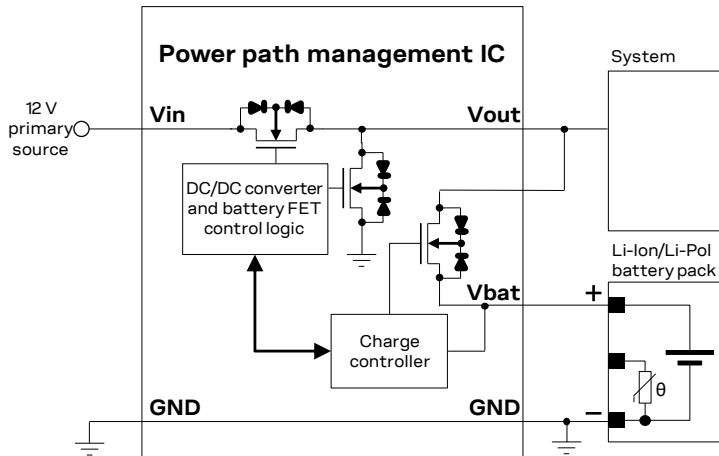 Power path management IC
System
12 V
primary
source
Vin
Vout
DC/DC converter
and battery FET
control logic
Li-Ion/Li-Pol
battery pack
Vbat
+
Charge
controller
θ
GND
GND
–